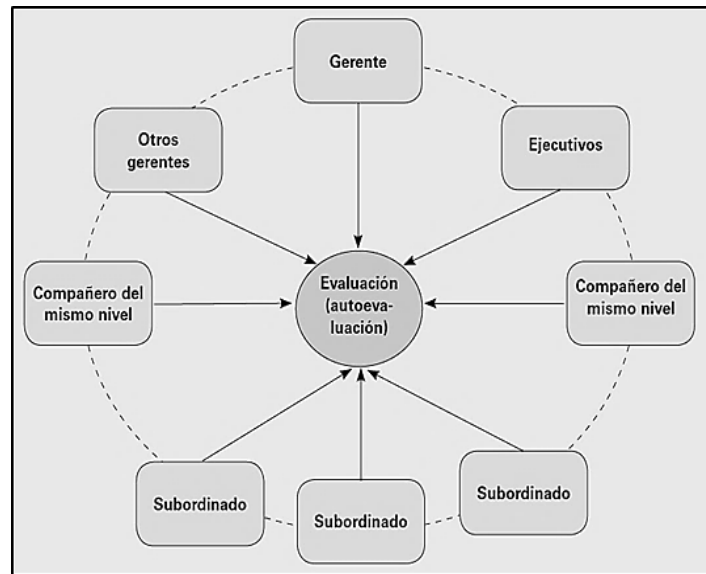 Gerente
Otros
gerentes
Ejecutivos
Compañero del
mismo nivel
Evaluación
(autoeva-
luación)
Compañero del
mismo nivel
Subordinado
Subordinado
Subordinado